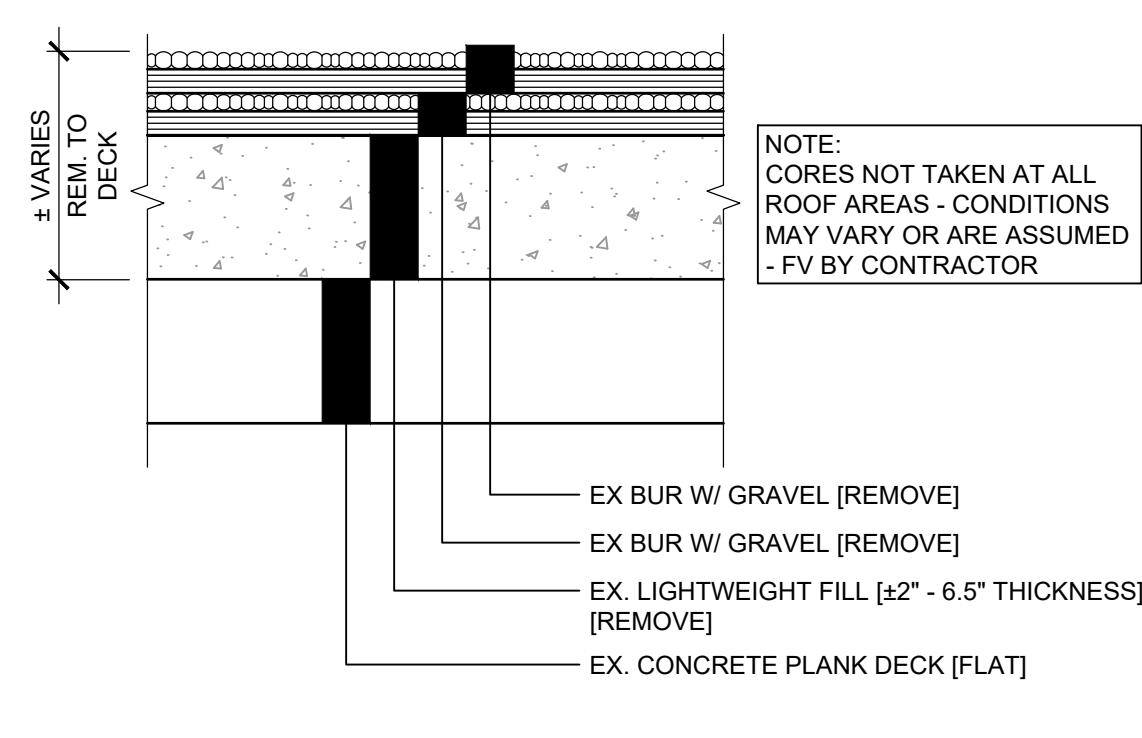 ± VARIES
REM. TO
DECK
NOTE:
CORES NOT TAKEN AT ALL
ROOF AREAS - CONDITIONS
MAY VARY OR ARE ASSUMED
- FV BY CONTRACTOR
EX BUR W/ GRAVEL [REMOVE]
EX BUR W/ GRAVEL [REMOVE]
EX. LIGHTWEIGHT FILL [±2" - 6.5" THICKNESS]
[REMOVE]
EX. CONCRETE PLANK DECK [FLAT]